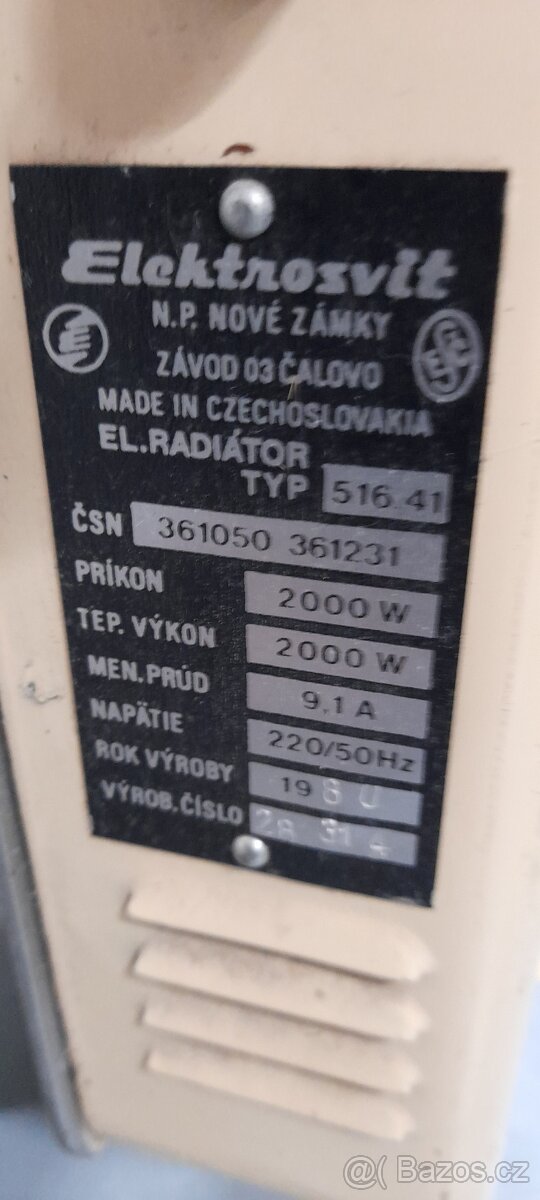 Elektrosvit
N.P. NOVÉ ZÁMKY
ZÁVOD 03 ČALOVO
MADE IN CZECHOSLOVAKIA
EL. RADIÁTOR
TYP 516.41
ČSN 361050 361231
PRÍKON 2000 W
TEP. VÝKON 2000 W
MEN. PRÚD 9,1 A
NAPÄTIE 220/50Hz
ROK VÝROBY 1980
VÝROB. ČÍSLO
Bazos.cz